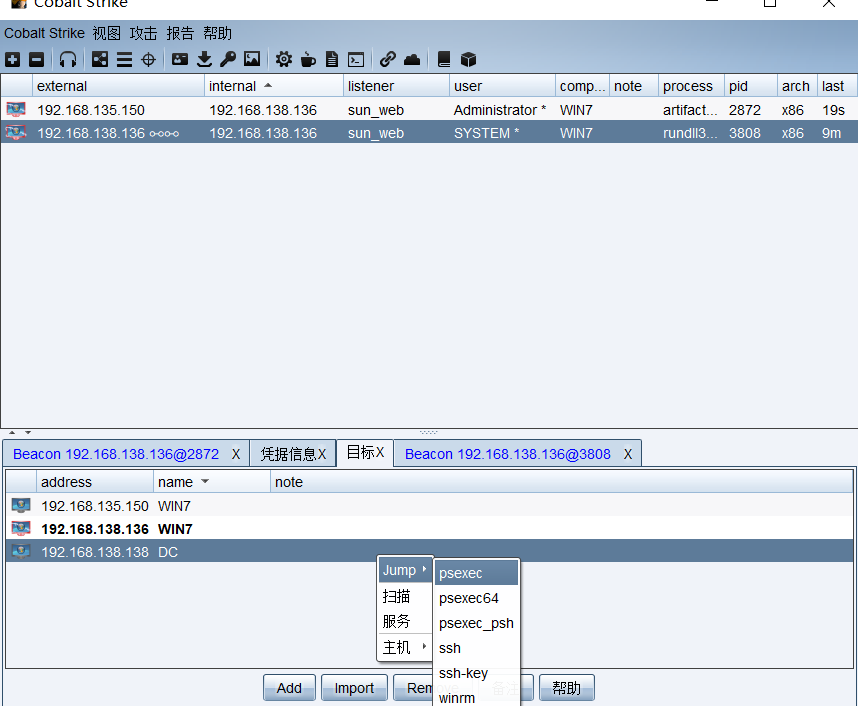 Cobalt Strike
Cobalt Strike 视图 攻击 报告 帮助
external internal listener user comp... note process pid arch last
192.168.135.150 192.168.138.136 sun_web Administrator * WIN7 artifact... 2872 x86 19s
192.168.138.136 192.168.138.136 sun_web SYSTEM * WIN7 rundll3... 3808 x86 9m
Beacon 192.168.138.136@2872 X 凭据信息X 目标X Beacon 192.168.138.136@3808 X
address name note
192.168.135.150 WIN7
192.168.138.136 WIN7
192.168.138.138 DC
Jump psexec
扫描 psexec64
服务 psexec_psh
主机 ssh
ssh-key
winrm
Add Import Rem 备注 帮助